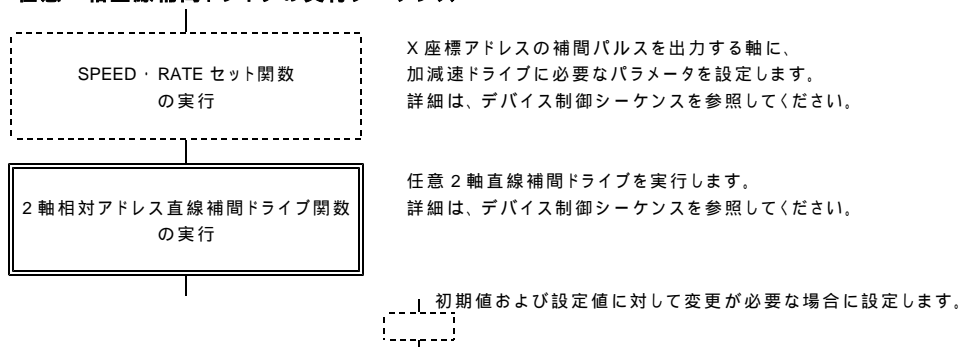 SPEED・RATE セット関数
の実行
X 座標アドレスの補間パルスを出力する軸に、
加減速ドライブに必要なパラメータを設定します。
詳細は、デバイス制御シーケンスを参照してください。
2 軸相対アドレス直線補間ドライブ関数
の実行
任意 2 軸直線補間ドライブを実行します。
詳細は、デバイス制御シーケンスを参照してください。
初期値および設定値に対して変更が必要な場合に設定します。